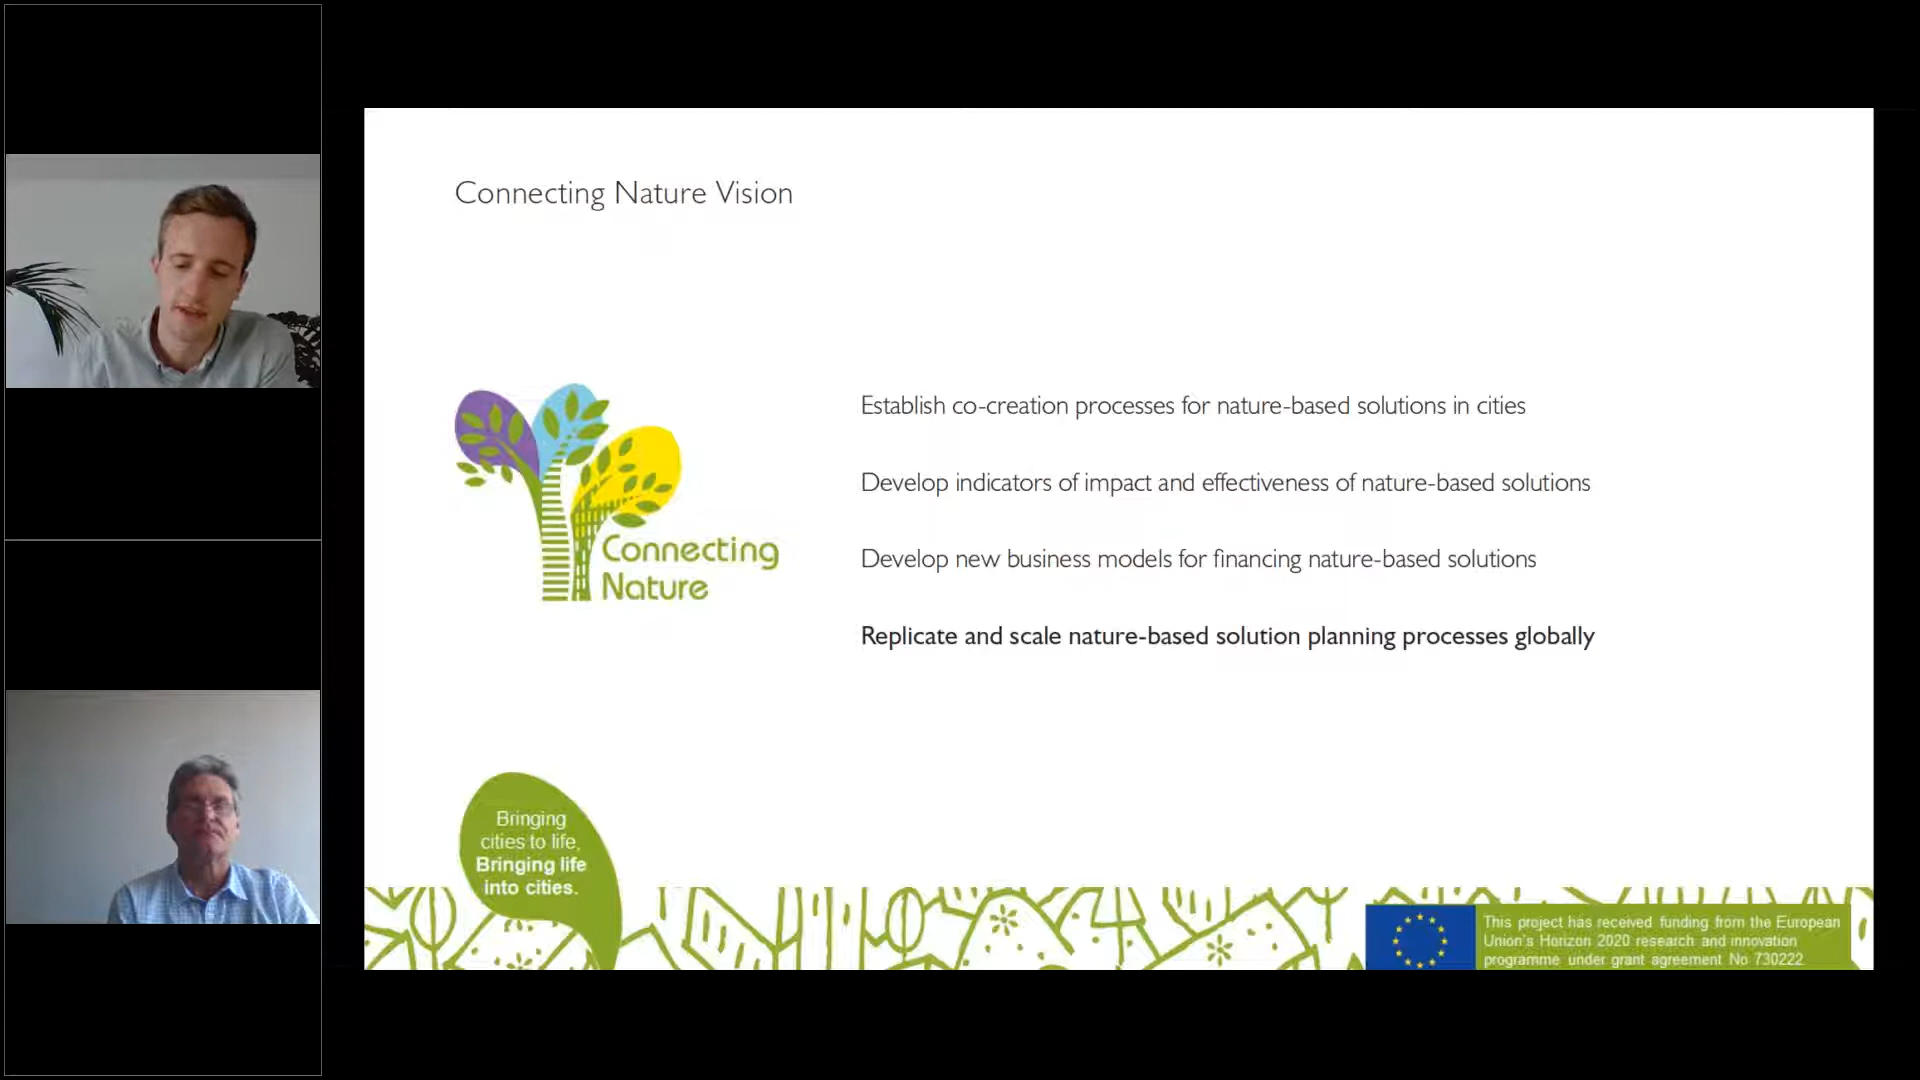 Connecting Nature Vision
Connecting
Nature
Establish co-creation processes for nature-based solutions in cities
Develop indicators of impact and effectiveness of nature-based solutions
Develop new business models for financing nature-based solutions
Replicate and scale nature-based solution planning processes globally
Bringing
cities to life,
Bringing life
into cities.
This project has received funding from the European
Union's Horizon 2020 research and innovation
programme under grant agreement No 730222